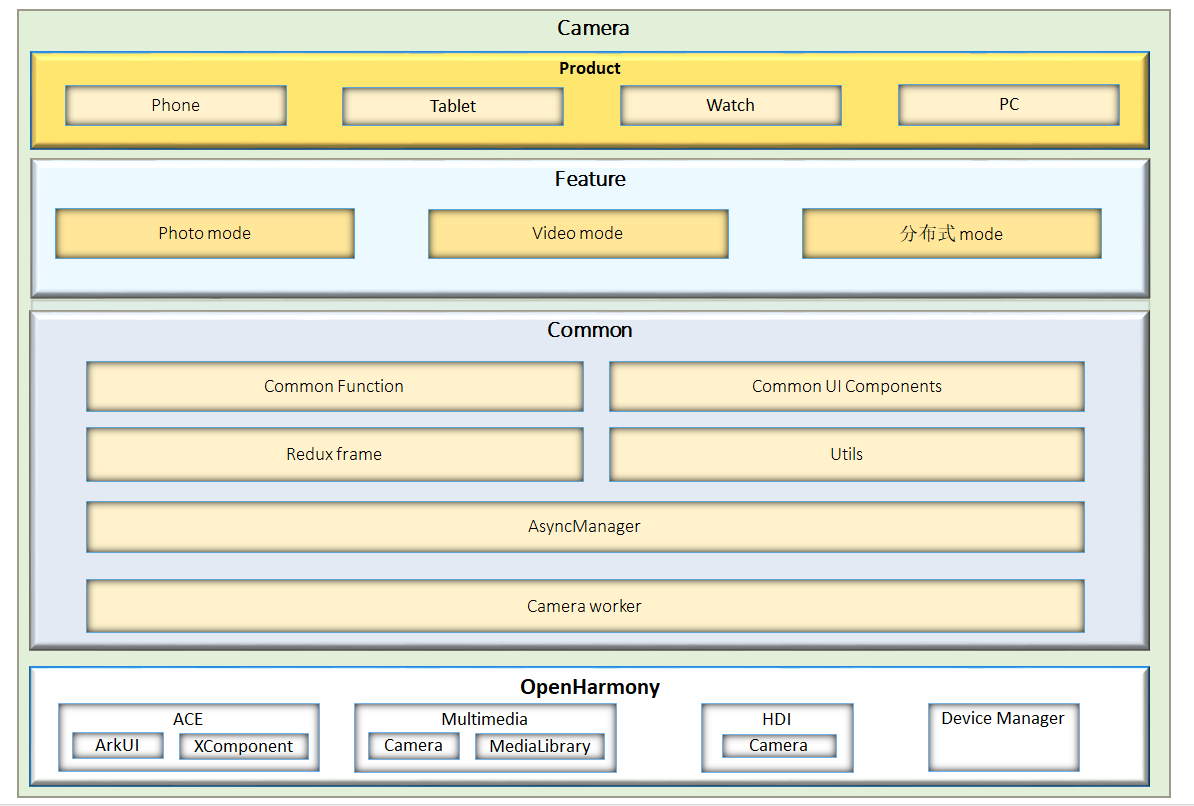 Camera
Product
Phone
Tablet
Watch
PC
Feature
Photo mode
Video mode
分布式 mode
Common
Common Function
Common UI Components
Redux frame
Utils
AsyncManager
Camera worker
OpenHarmony
ACE
ArkUI
XComponent
Multimedia
Camera
MediaLibrary
HDI
Camera
Device Manager